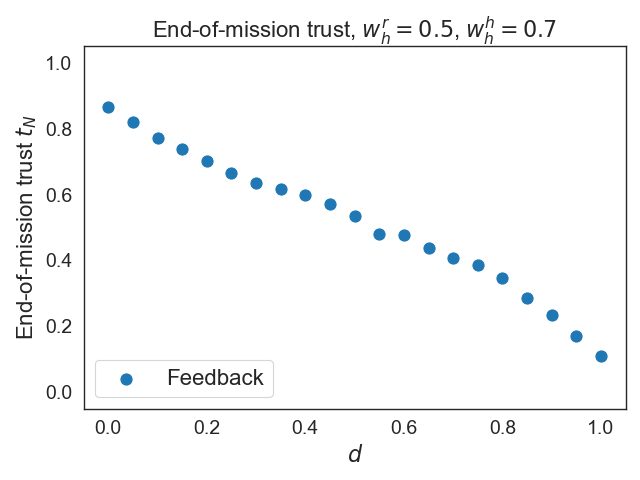 End-of-mission trust, $w_h^r = 0.5$, $w_h^h = 0.7$
End-of-mission trust $t_N$
1.0
0.8
0.6
0.4
0.2
0.0
Feedback
0.0 0.2 0.4 0.6 0.8 1.0
d